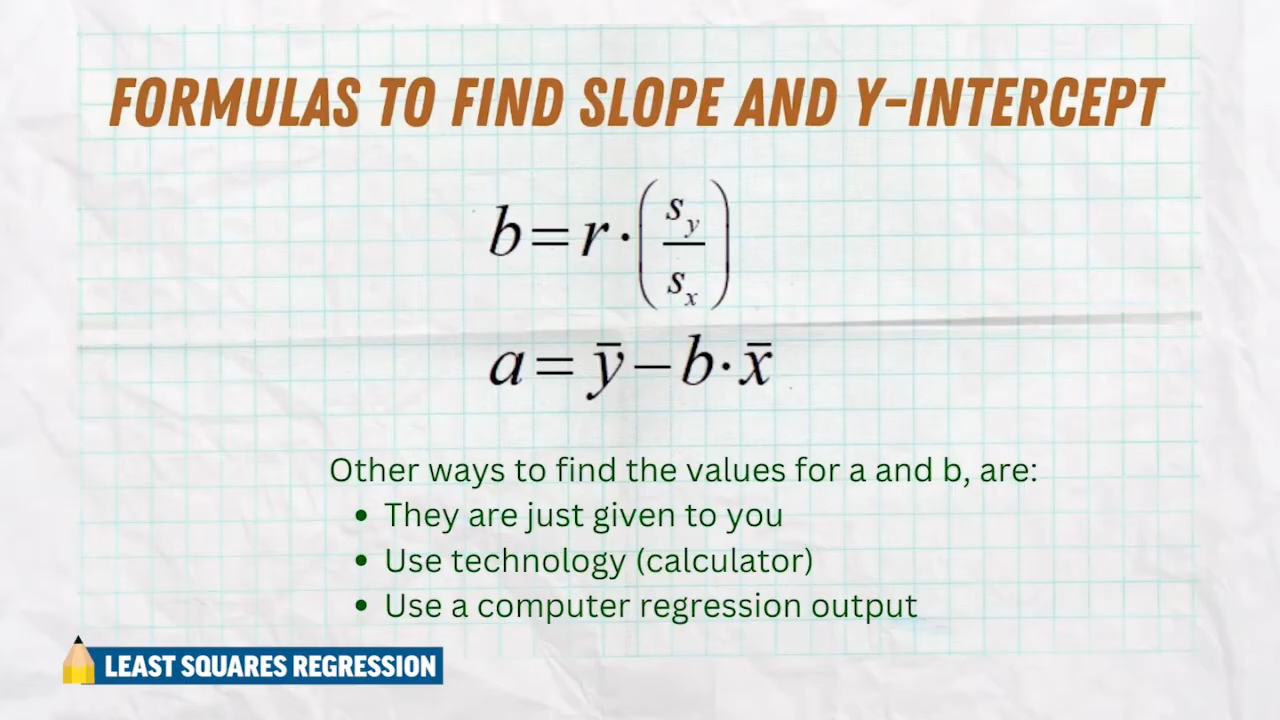 FORMULAS TO FIND SLOPE AND Y-INTERCEPT
b = r · (s_y / s_x)
a = ȳ − b · x̄
Other ways to find the values for a and b, are:
• They are just given to you
• Use technology (calculator)
• Use a computer regression output
LEAST SQUARES REGRESSION